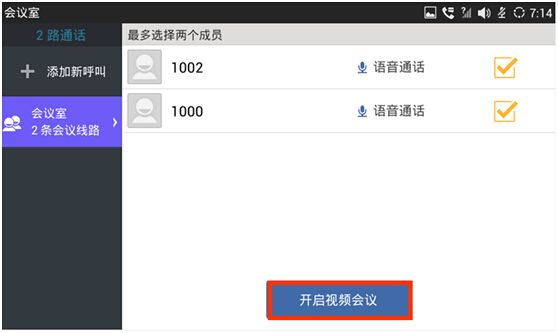 会议室
7:14
2 路通话
最多选择两个成员
添加新呼叫
1002
语音通话
会议室
2 条会议线路
1000
语音通话
开启视频会议